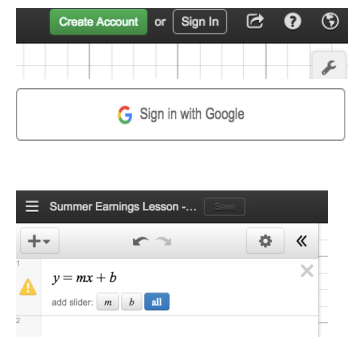 Create Account or Sign In
Sign in with Google
Summer Earnings Lesson -... Save
1
y = mx + b
add slider: m b all
2